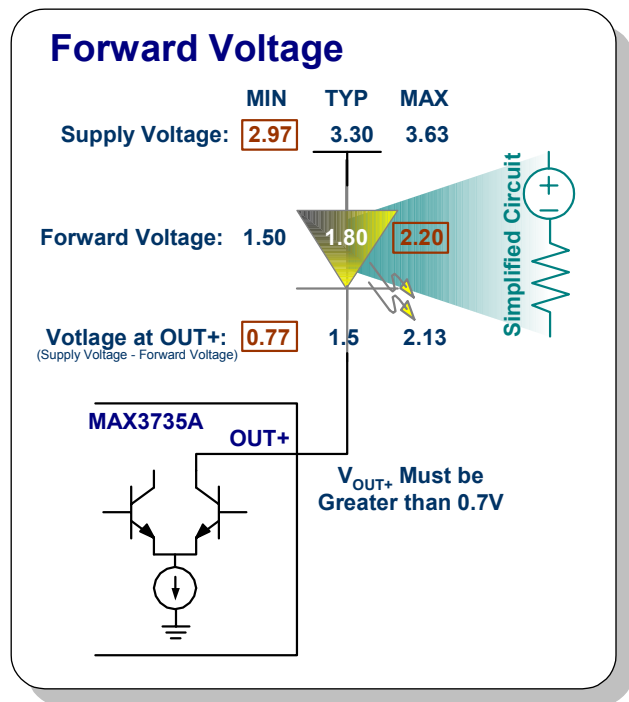 Forward Voltage
MIN TYP MAX
Supply Voltage: 2.97 3.30 3.63
Forward Voltage: 1.50 1.80 2.20
Simplified Circuit
Votlage at OUT+: 0.77 1.5 2.13
(Supply Voltage - Forward Voltage)
MAX3735A
OUT+
VOUT+ Must be
Greater than 0.7V